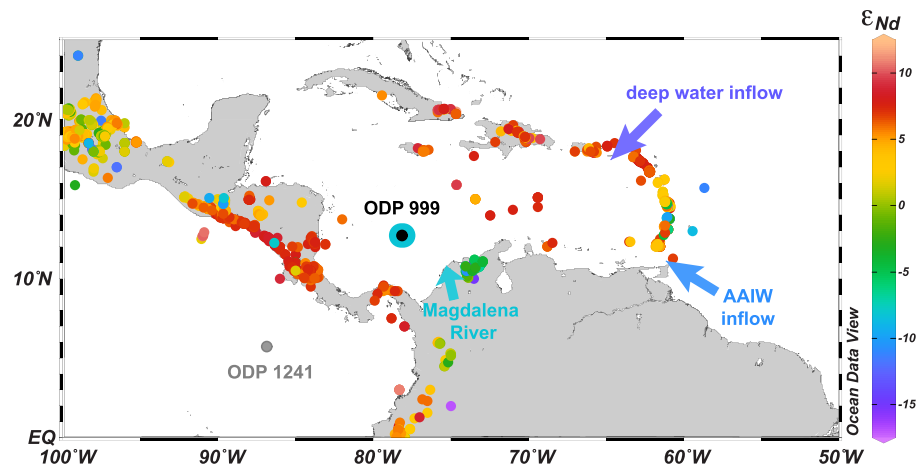 εNd
10
5
0
-5
-10
-15
Ocean Data View
20°N
10°N
EQ
100°W
90°W
80°W
70°W
60°W
50°W
deep water inflow
ODP 999
Magdalena
River
AAIW
inflow
ODP 1241